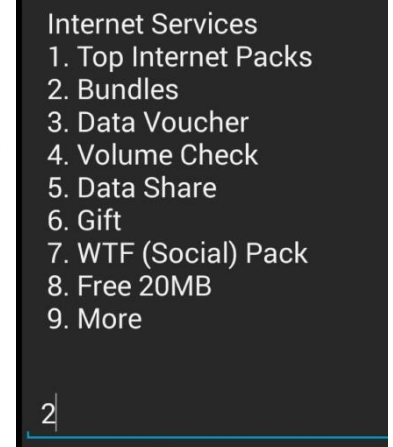 Internet Services
1. Top Internet Packs
2. Bundles
3. Data Voucher
4. Volume Check
5. Data Share
6. Gift
7. WTF (Social) Pack
8. Free 20MB
9. More
2